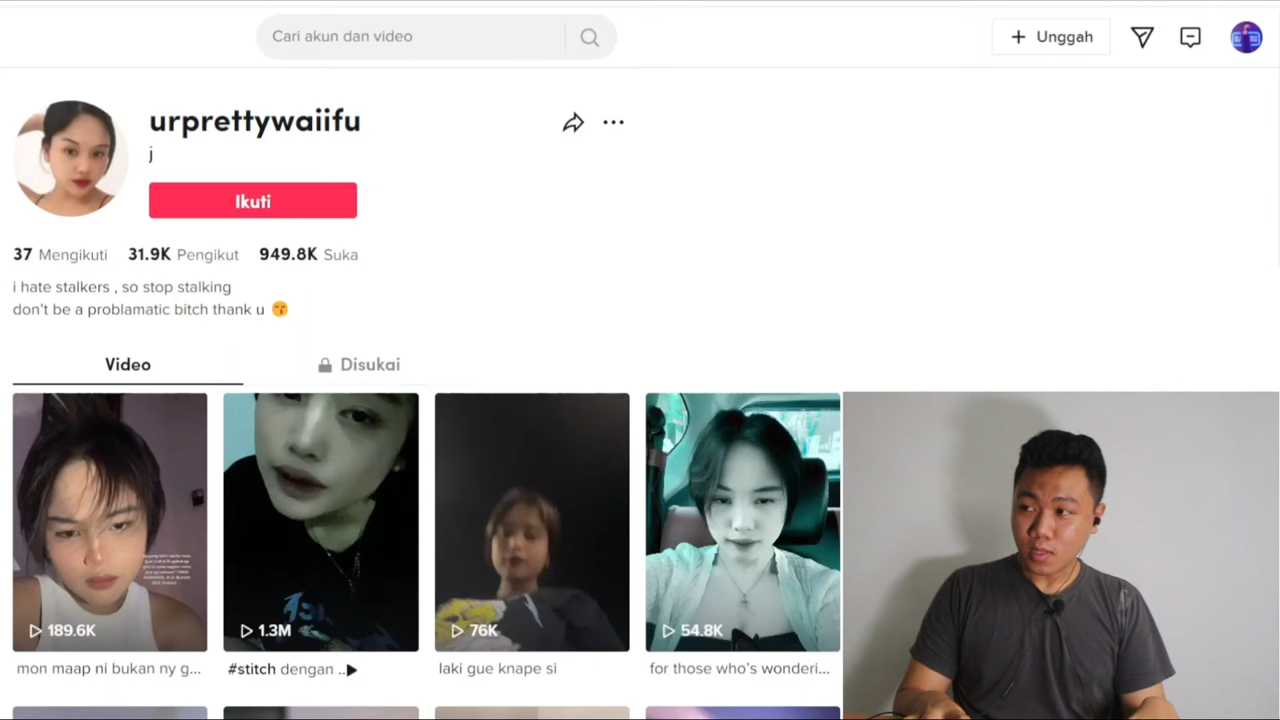 Cari akun dan video
Unggah
urprettywaiifu
j
Ikuti
37 Mengikuti 31.9K Pengikut 949.8K Suka
i hate stalkers , so stop stalking
don't be a problamatic bitch thank u
Video
Disukai
189.6K
1.3M
76K
54.8K
mon maap ni bukan ny g...
#stitch dengan ..
laki gue knape si
for those who's wonderi...